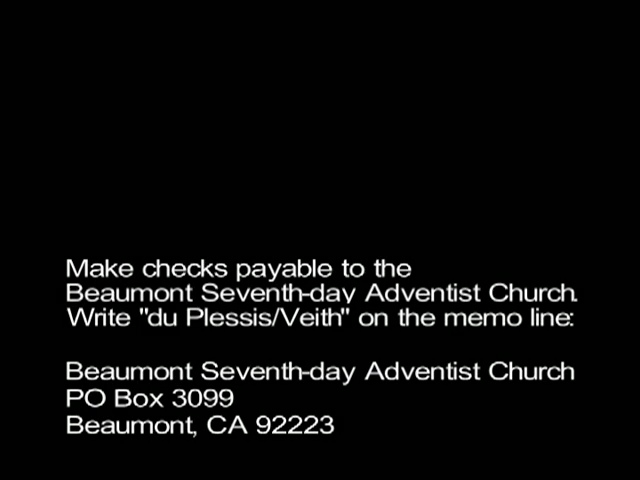 Make checks payable to the
Beaumont Seventh-day Adventist Church.
Write "du Plessis/Veith" on the memo line:
Beaumont Seventh-day Adventist Church
PO Box 3099
Beaumont, CA 92223